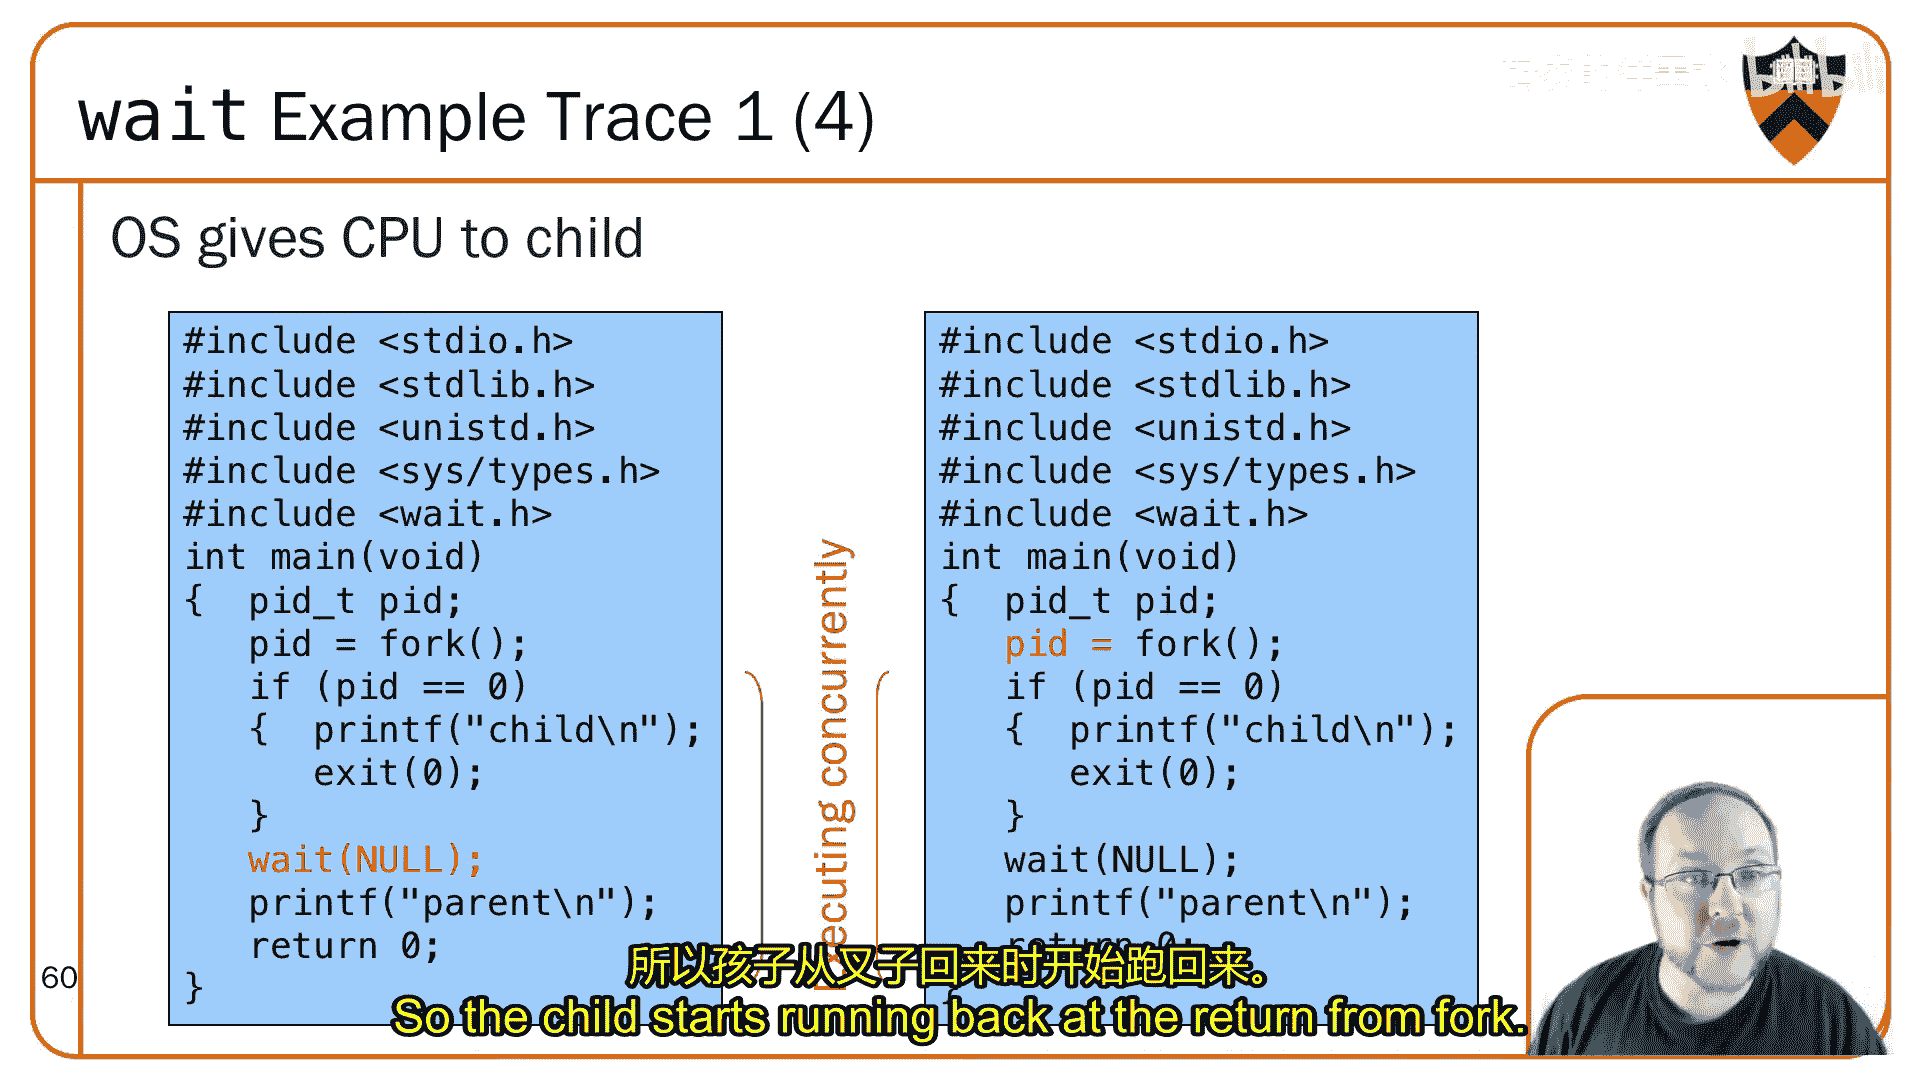 wait Example Trace 1 (4)
OS gives CPU to child
#include <stdio.h>
#include <stdlib.h>
#include <unistd.h>
#include <sys/types.h>
#include <wait.h>
int main(void)
{  pid_t pid;
   pid = fork();
   if (pid == 0)
   {  printf("child\n");
      exit(0);
   }
   wait(NULL);
   printf("parent\n");
   return 0;
}
Executing concurrently
#include <stdio.h>
#include <stdlib.h>
#include <unistd.h>
#include <sys/types.h>
#include <wait.h>
int main(void)
{  pid_t pid;
   pid = fork();
   if (pid == 0)
   {  printf("child\n");
      exit(0);
   }
   wait(NULL);
   printf("parent\n");
   return 0;
60
所以孩子从叉子回来时开始跑回来。
So the child starts running back at the return from fork.